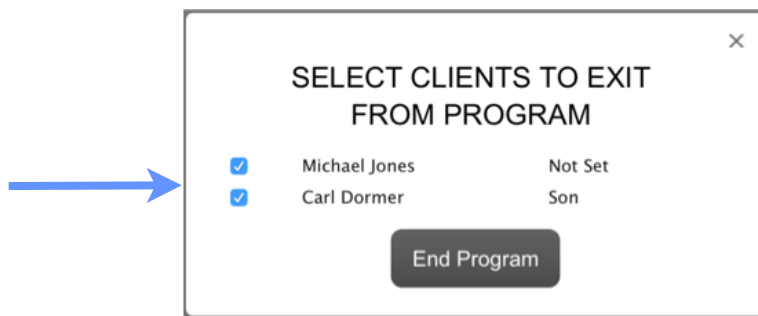 SELECT CLIENTS TO EXIT
FROM PROGRAM
Michael Jones Not Set
Carl Dormer Son
End Program